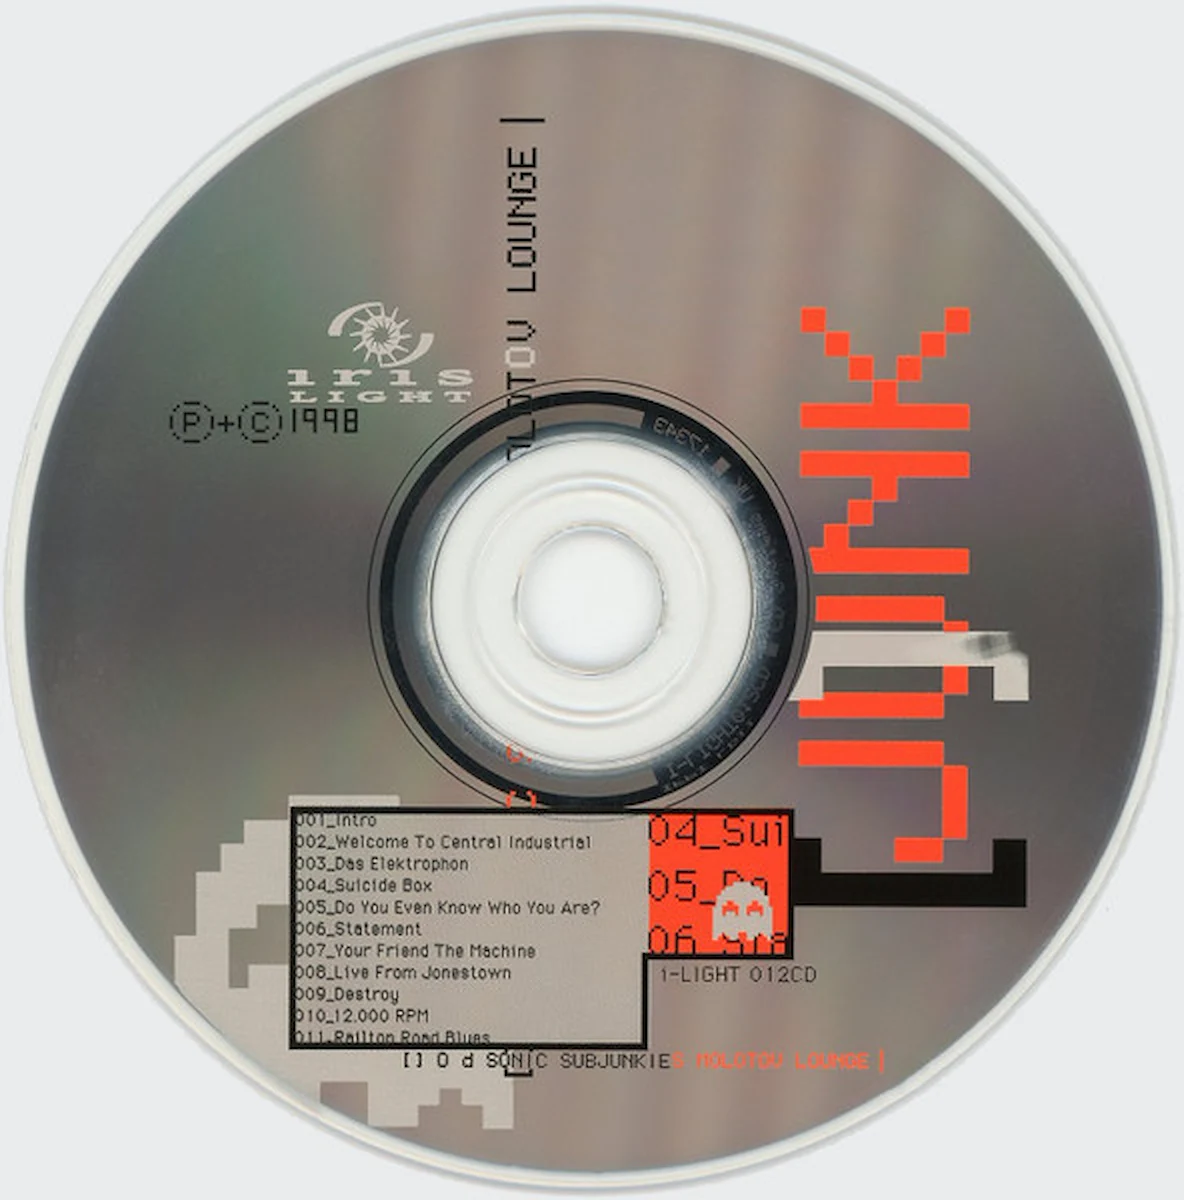 OLOTOV LOUNGE |
iris
LIGHT
(P)+(C)1998
JUNK
001_Intro
002_Welcome To Central Industrial
003_Das Elektrophon
004_Suicide Box
005_Do You Even Know Who You Are?
006_Statement
007_Your Friend The Machine
008_Live From Jonestown
009_Destroy
010_12.000 RPM
011_Railton Road Blues
04_Sui
05_Do
06_Sta
i-LIGHT 012CD
[] O d SONIC SUBJUNKIES MOLOTOV LOUNGE |